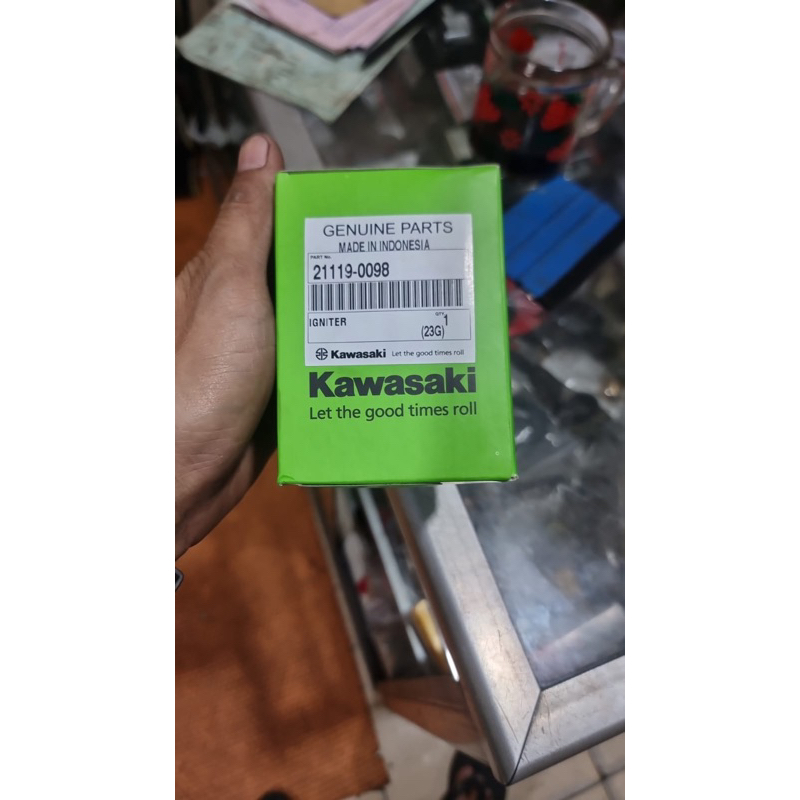 GENUINE PARTS
MADE IN INDONESIA
PART No.
21119-0098
IGNITER
QTY 1
(23G)
Kawasaki Let the good times roll
Kawasaki
Let the good times roll